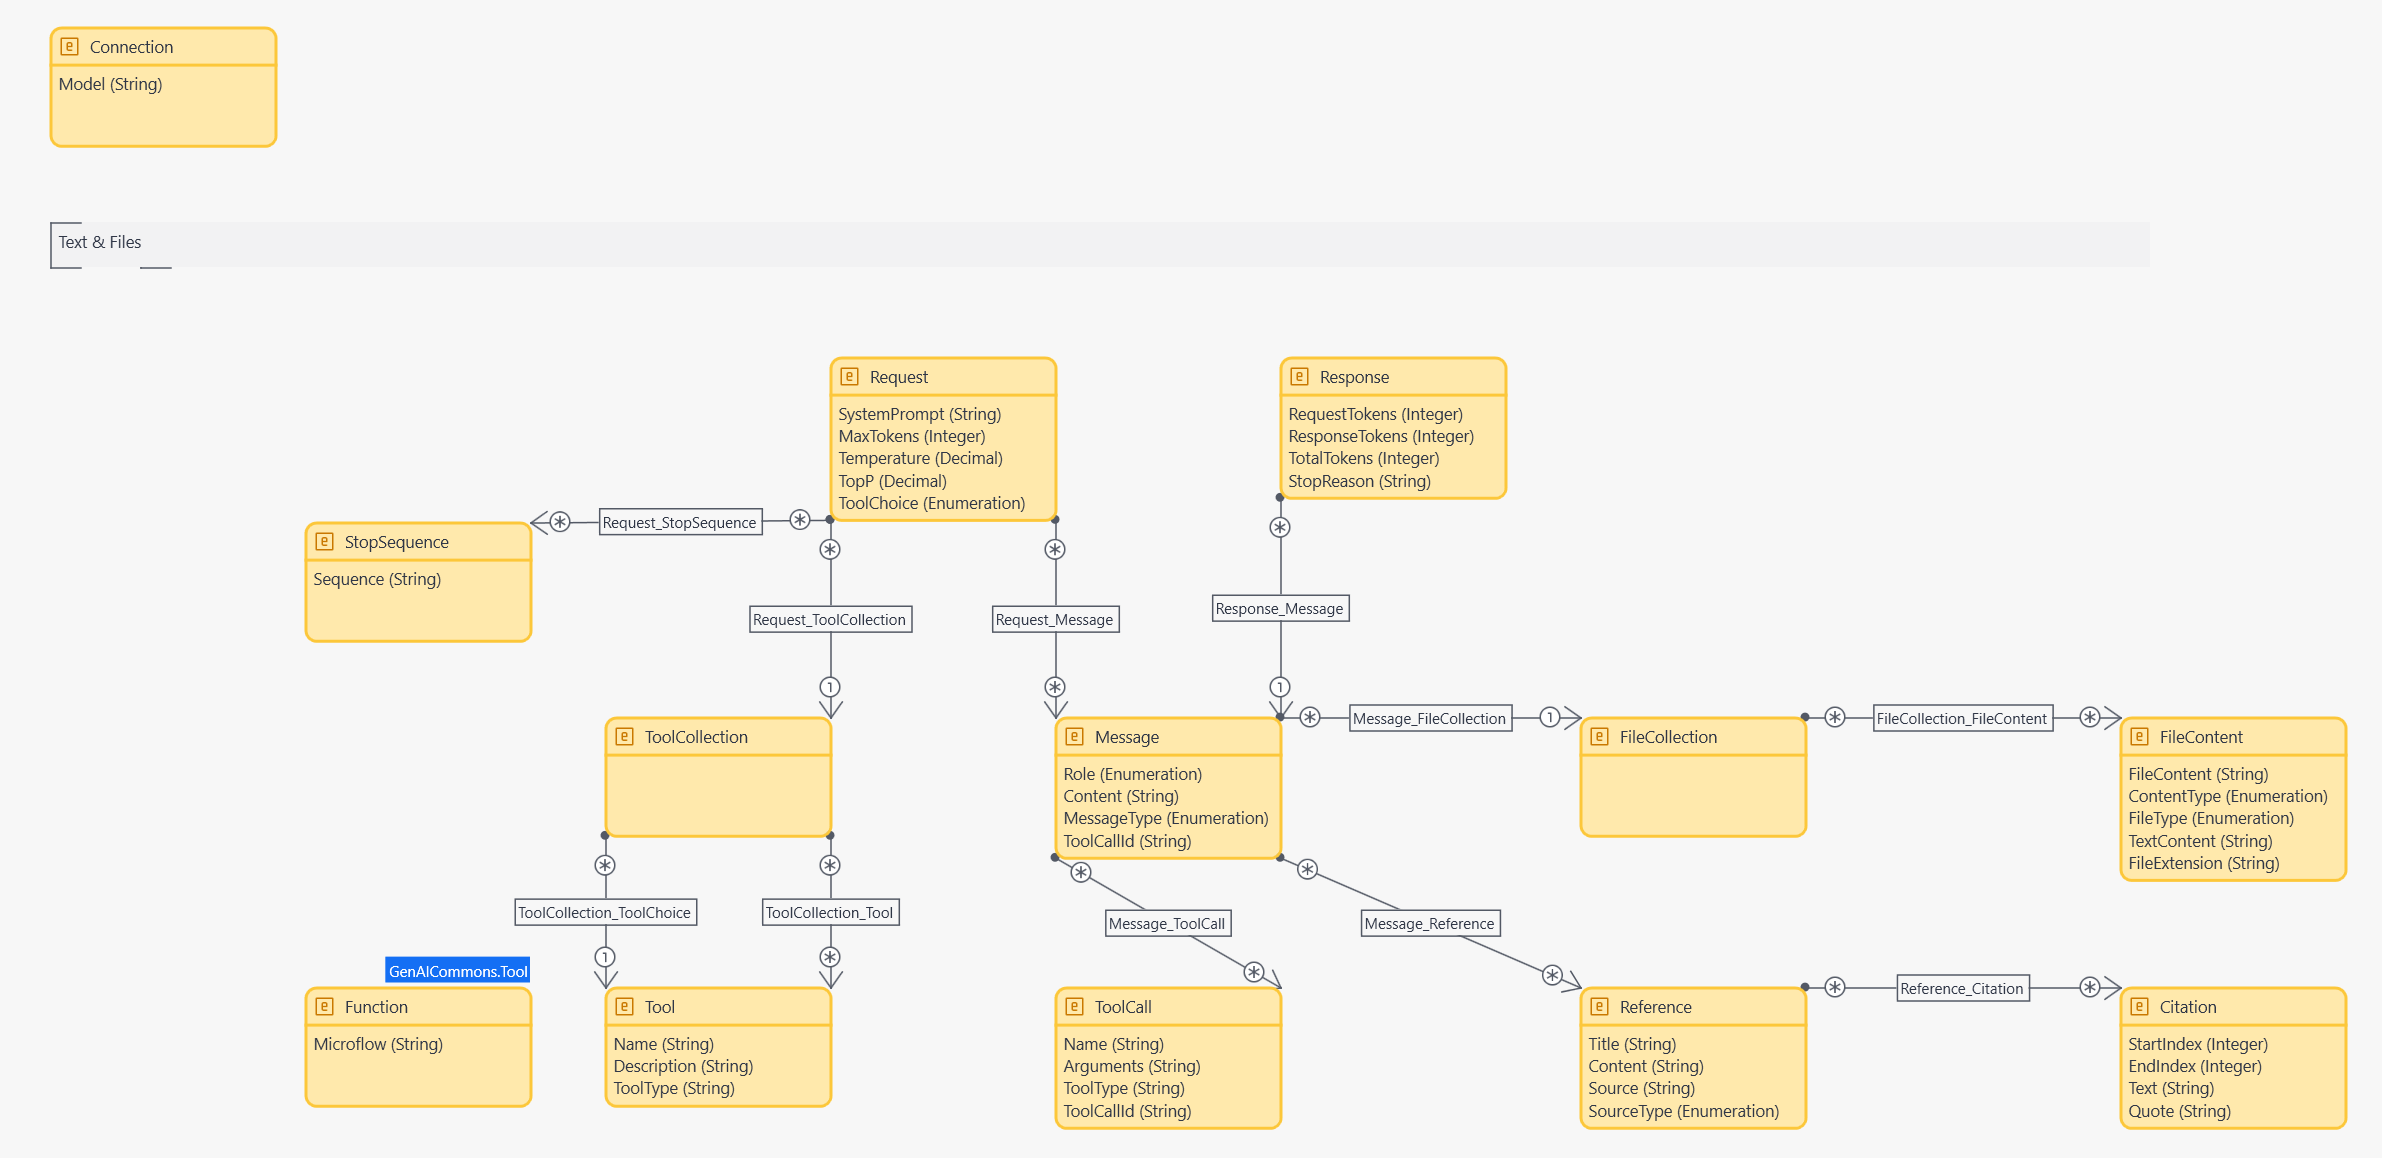 Connection
Model (String)
Text & Files
Request
SystemPrompt (String)
MaxTokens (Integer)
Temperature (Decimal)
TopP (Decimal)
ToolChoice (Enumeration)
Response
RequestTokens (Integer)
ResponseTokens (Integer)
TotalTokens (Integer)
StopReason (String)
Request_StopSequence
StopSequence
Sequence (String)
Request_ToolCollection
Request_Message
Response_Message
1
1
ToolCollection
Message
Role (Enumeration)
Content (String)
MessageType (Enumeration)
ToolCallId (String)
Message_FileCollection
1
FileCollection
FileCollection_FileContent
FileContent
FileContent (String)
ContentType (Enumeration)
FileType (Enumeration)
TextContent (String)
FileExtension (String)
ToolCollection_ToolChoice
ToolCollection_Tool
Message_ToolCall
Message_Reference
1
GenAICommons.Tool
Function
Microflow (String)
Tool
Name (String)
Description (String)
ToolType (String)
ToolCall
Name (String)
Arguments (String)
ToolType (String)
ToolCallId (String)
Reference
Title (String)
Content (String)
Source (String)
SourceType (Enumeration)
Reference_Citation
Citation
StartIndex (Integer)
EndIndex (Integer)
Text (String)
Quote (String)